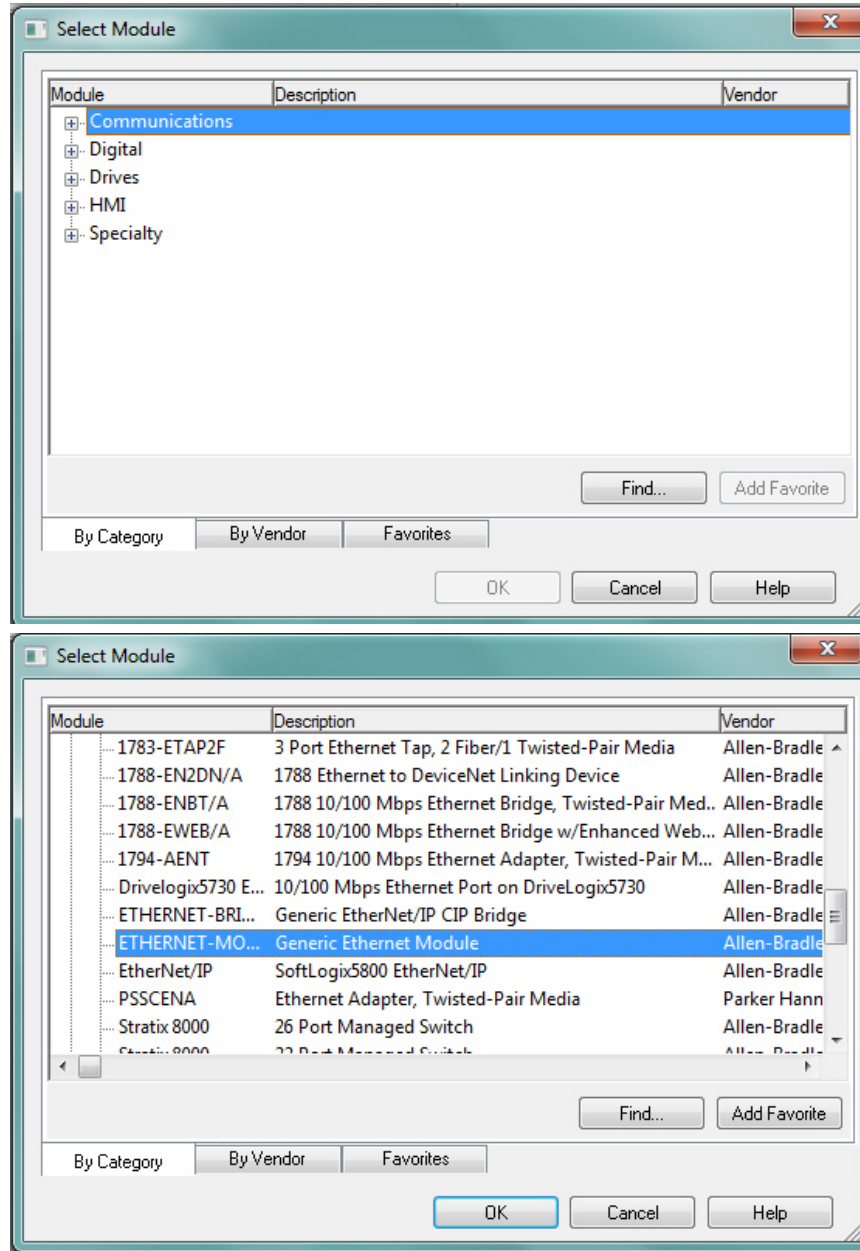 Select Module
Module Description Vendor
Communications
Digital
Drives
HMI
Specialty
Find... Add Favorite
By Category By Vendor Favorites
OK Cancel Help
Select Module
Module Description Vendor
1783-ETAP2F 3 Port Ethernet Tap, 2 Fiber/1 Twisted-Pair Media Allen-Bradle
1788-EN2DN/A 1788 Ethernet to DeviceNet Linking Device Allen-Bradle
1788-ENBT/A 1788 10/100 Mbps Ethernet Bridge, Twisted-Pair Med.. Allen-Bradle
1788-EWEB/A 1788 10/100 Mbps Ethernet Bridge w/Enhanced Web... Allen-Bradle
1794-AENT 1794 10/100 Mbps Ethernet Adapter, Twisted-Pair M... Allen-Bradle
Drivelogix5730 E... 10/100 Mbps Ethernet Port on DriveLogix5730 Allen-Bradle
ETHERNET-BRI... Generic EtherNet/IP CIP Bridge Allen-Bradle
ETHERNET-MO... Generic Ethernet Module Allen-Bradle
EtherNet/IP SoftLogix5800 EtherNet/IP Allen-Bradle
PSSCENA Ethernet Adapter, Twisted-Pair Media Parker Hann
Stratix 8000 26 Port Managed Switch Allen-Bradle
Find... Add Favorite
By Category By Vendor Favorites
OK Cancel Help